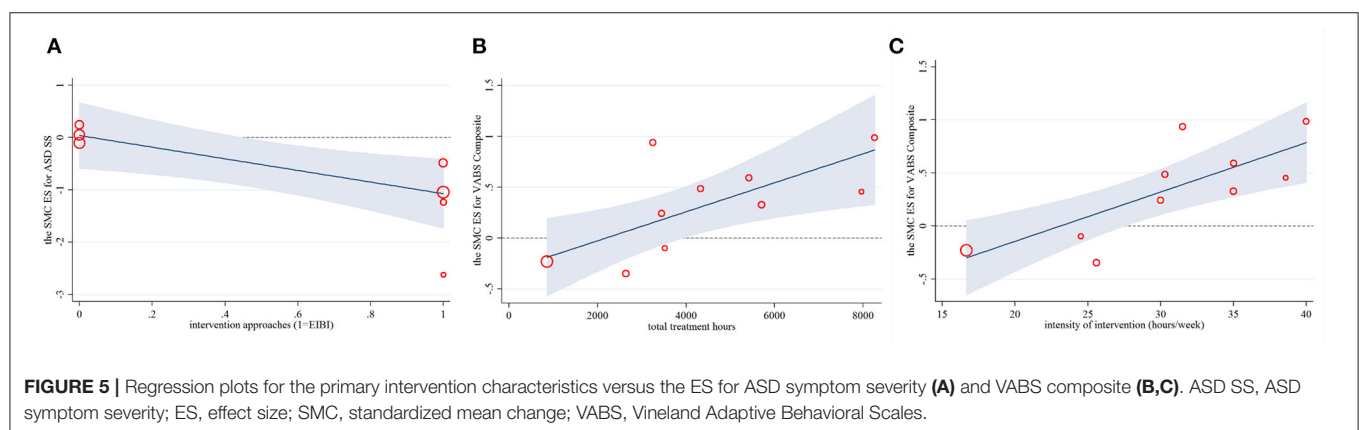 A
B
C
the SMC ES for ASD SS
1
0
-1
-2
-3
0
.2
.4
.6
.8
1
intervention approaches (1=EIBI)
the SMC ES for VABS Composite
1.5
1
.5
0
-.5
0
2000
4000
6000
8000
total treatment hours
the SMC ES for VABS Composite
1.5
1
.5
0
-.5
15
20
25
30
35
40
intensity of intervention (hours/week)
FIGURE 5 | Regression plots for the primary intervention characteristics versus the ES for ASD symptom severity (A) and VABS composite (B,C). ASD SS, ASD
symptom severity; ES, effect size; SMC, standardized mean change; VABS, Vineland Adaptive Behavioral Scales.